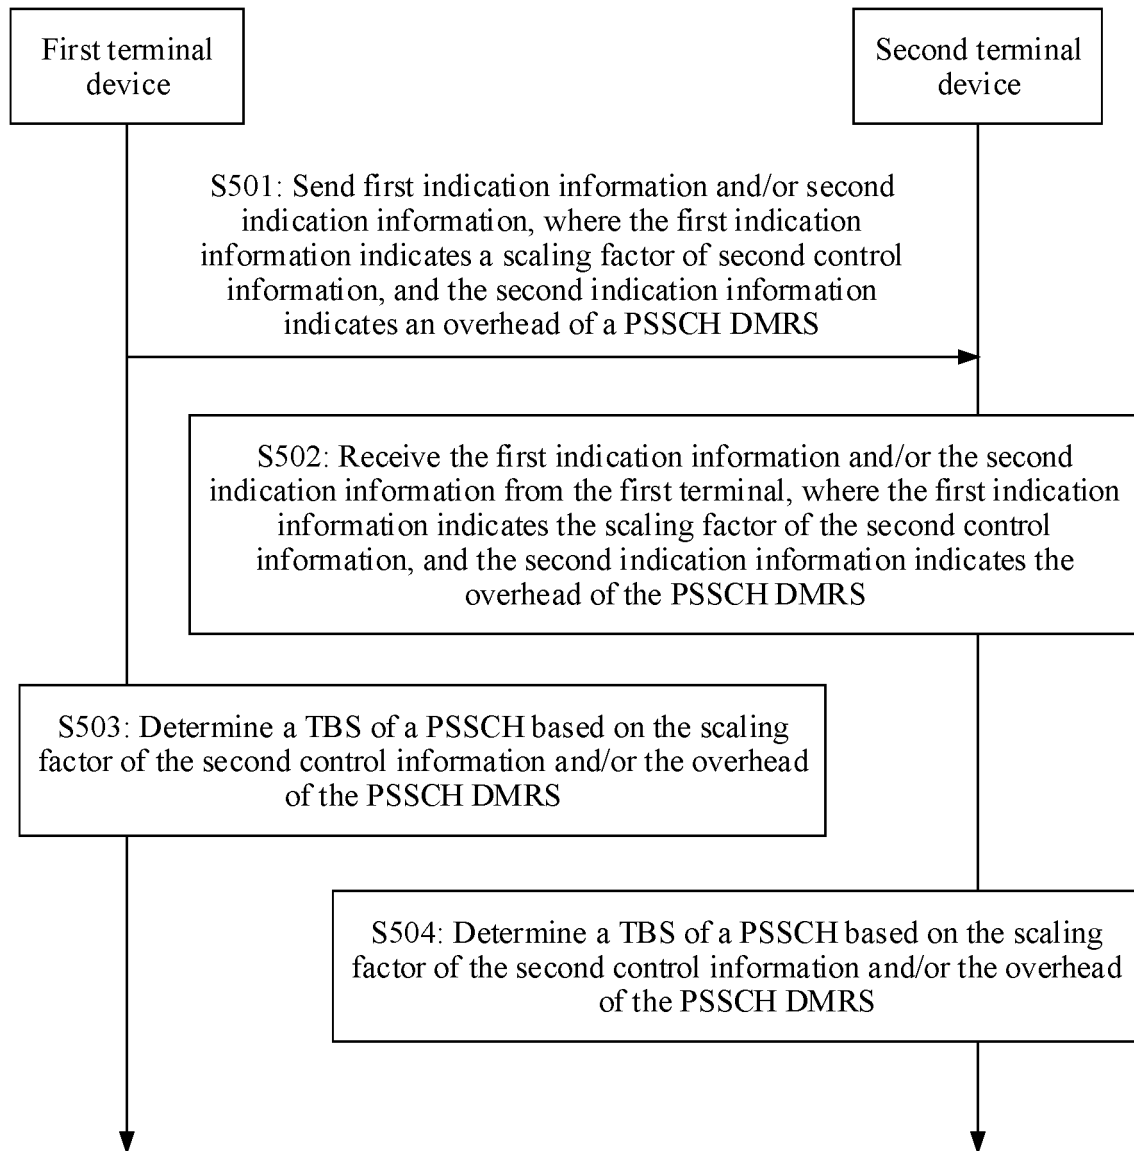 First terminal
device
Second terminal
device
S501: Send first indication information and/or second
indication information, where the first indication
information indicates a scaling factor of second control
information, and the second indication information
indicates an overhead of a PSSCH DMRS
S502: Receive the first indication information and/or the second
indication information from the first terminal, where the first indication
information indicates the scaling factor of the second control
information, and the second indication information indicates the
overhead of the PSSCH DMRS
S503: Determine a TBS of a PSSCH based on the scaling
factor of the second control information and/or the overhead
of the PSSCH DMRS
S504: Determine a TBS of a PSSCH based on the scaling
factor of the second control information and/or the overhead
of the PSSCH DMRS